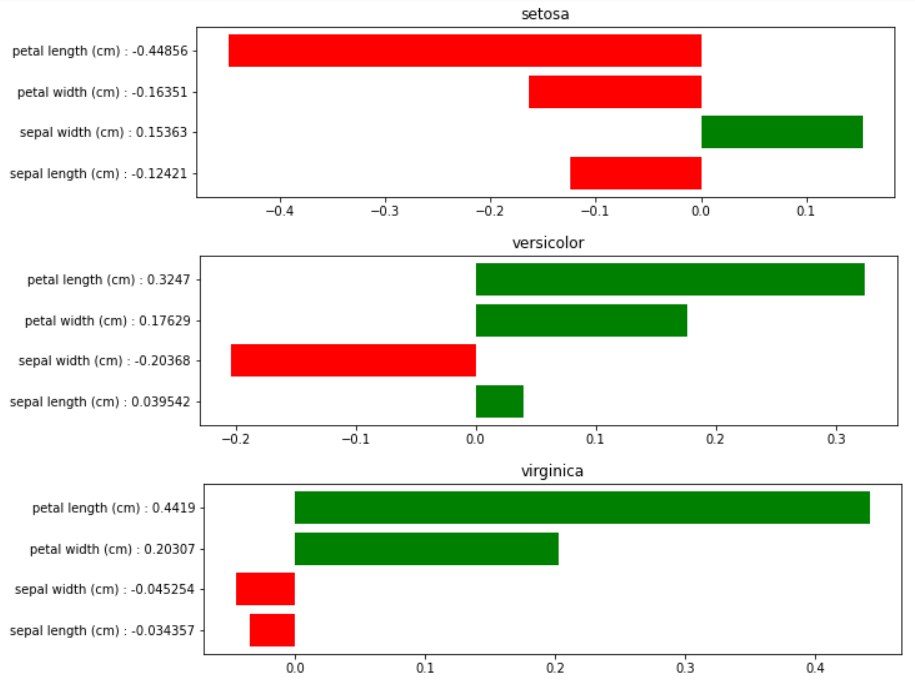 setosa
petal length (cm) : -0.44856
petal width (cm) : -0.16351
sepal width (cm) : 0.15363
sepal length (cm) : -0.12421
−0.4 −0.3 −0.2 −0.1 0.0 0.1
versicolor
petal length (cm) : 0.3247
petal width (cm) : 0.17629
sepal width (cm) : -0.20368
sepal length (cm) : 0.039542
−0.2 −0.1 0.0 0.1 0.2 0.3
virginica
petal length (cm) : 0.4419
petal width (cm) : 0.20307
sepal width (cm) : -0.045254
sepal length (cm) : -0.034357
0.0 0.1 0.2 0.3 0.4